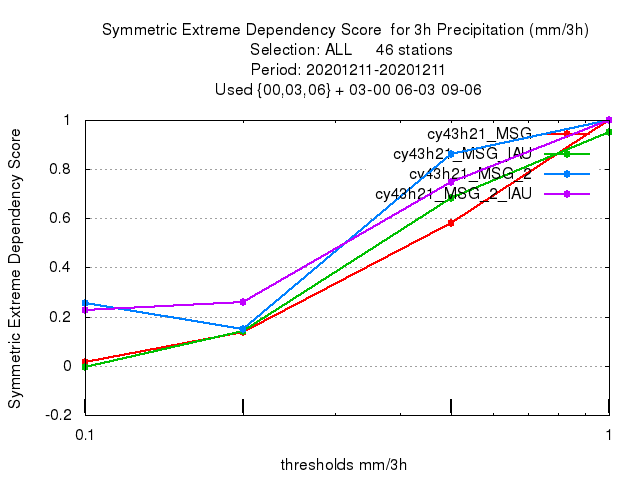 Symmetric Extreme Dependency Score for 3h Precipitation (mm/3h)
Selection: ALL 46 stations
Period: 20201211-20201211
Used {00,03,06} + 03-00 06-03 09-06
Symmetric Extreme Dependency Score
1
0.8
0.6
0.4
0.2
0
-0.2
cy43h21_MSG
cy43h21_MSG_IAU
cy43h21_MSG_2
cy43h21_MSG_2_IAU
0.1 1
thresholds mm/3h